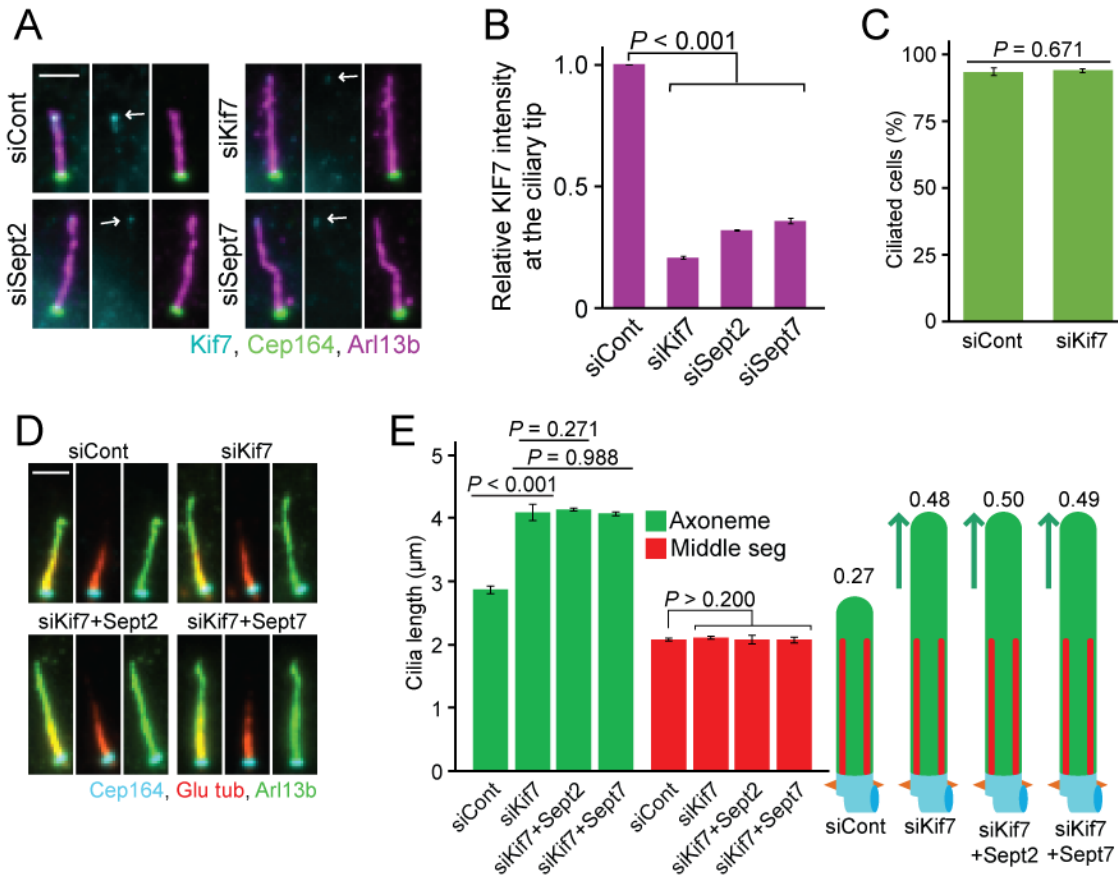 A
siCont
siKif7
siSept2
siSept7
Kif7, Cep164, Arl13b
B
P < 0.001
1.0
0.5
0
Relative KIF7 intensity
at the ciliary tip
siCont
siKif7
siSept2
siSept7
C
P = 0.671
100
75
50
25
0
Ciliated cells (%)
siCont
siKif7
D
siCont
siKif7
siKif7+Sept2
siKif7+Sept7
Cep164, Glu tub, Arl13b
E
P = 0.271
P = 0.988
P < 0.001
Axoneme
Middle seg
P > 0.200
5
4
3
2
1
0
Cilia length (µm)
siCont
siKif7
siKif7+Sept2
siKif7+Sept7
siCont
siKif7
siKif7+Sept2
siKif7+Sept7
0.27
0.48
0.50
0.49
siCont
siKif7
siKif7
+Sept2
siKif7
+Sept7